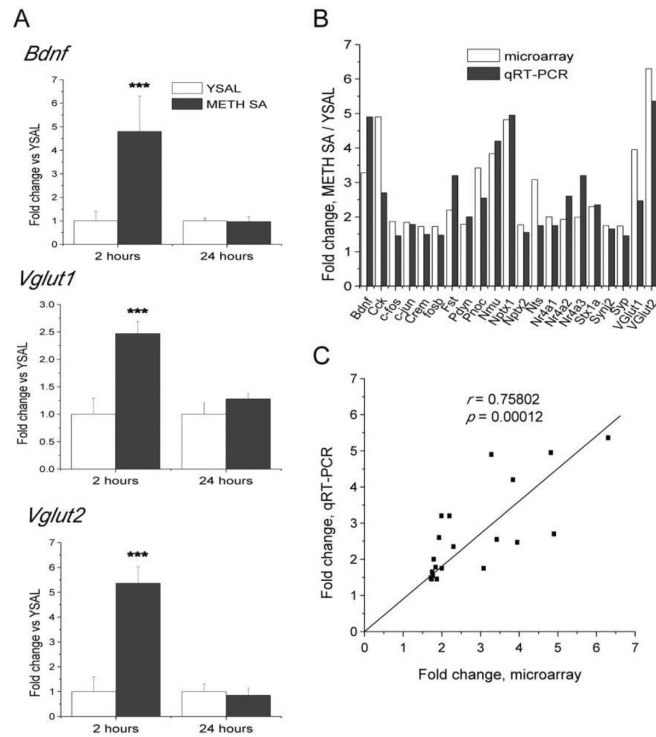 A
Bdnf
Fold change vs YSAL
7
6
5
4
3
2
1
0
***
YSAL
METH SA
2 hours
24 hours
Vglut1
Fold change vs YSAL
3.0
2.5
2.0
1.5
1.0
0.5
0.0
***
2 hours
24 hours
Vglut2
Fold change vs YSAL
7
6
5
4
3
2
1
0
***
2 hours
24 hours
B
Fold change, METH SA / YSAL
7
6
5
4
3
2
1
0
microarray
qRT-PCR
Bdnf
Cck
c-fos
c-jun
Crem
fosb
Fst
Pdyn
Pnoc
Nmu
Nptx1
Nptx2
Nts
Nr4a1
Nr4a2
Nr4a3
Stx1a
Synj2
Syp
VGlut1
VGlut2
C
Fold change, qRT-PCR
7
6
5
4
3
2
1
0
r = 0.75802
p = 0.00012
0 1 2 3 4 5 6 7
Fold change, microarray